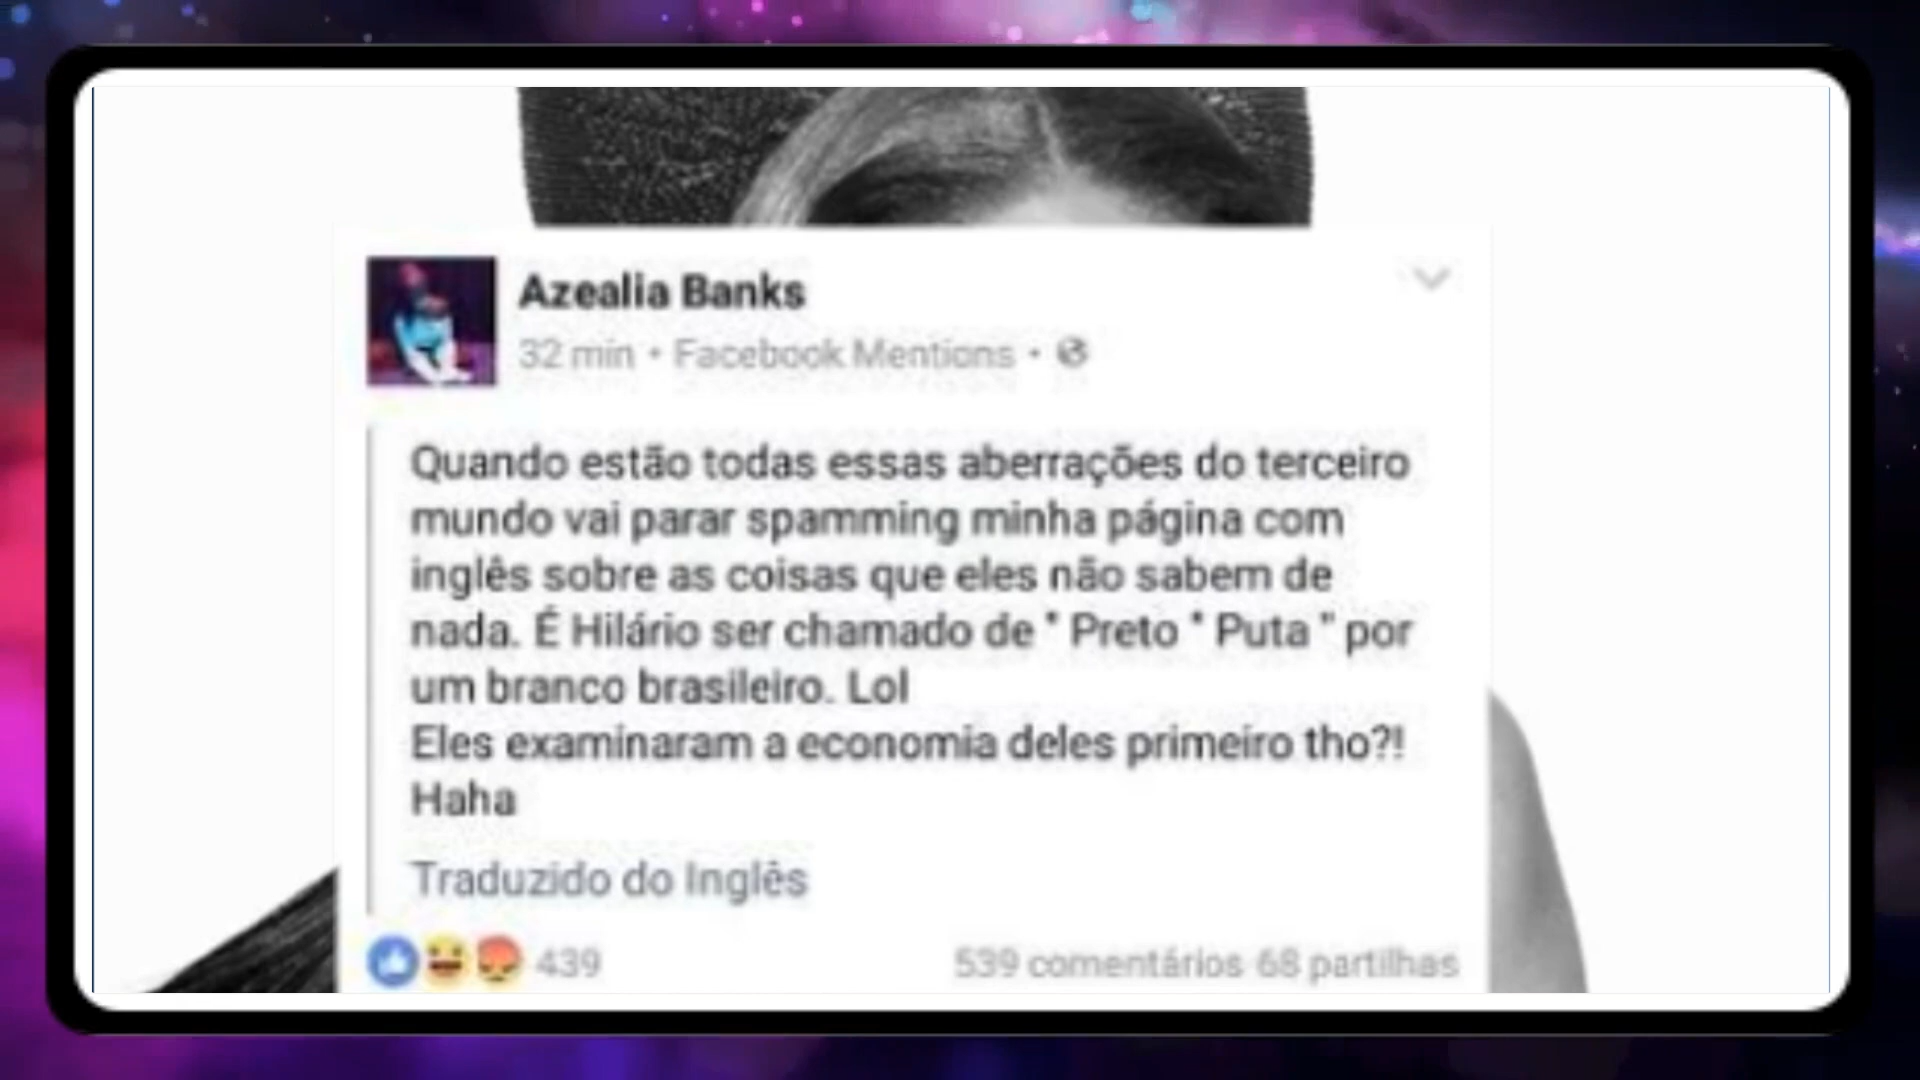 Azealia Banks
32 min • Facebook Mentions •
Quando estão todas essas aberrações do terceiro
mundo vai parar spamming minha página com
inglês sobre as coisas que eles não sabem de
nada. É Hilário ser chamado de " Preto " Puta " por
um branco brasileiro. Lol
Eles examinaram a economia deles primeiro tho?!
Haha
Traduzido do Inglês
439 539 comentários 68 partilhas